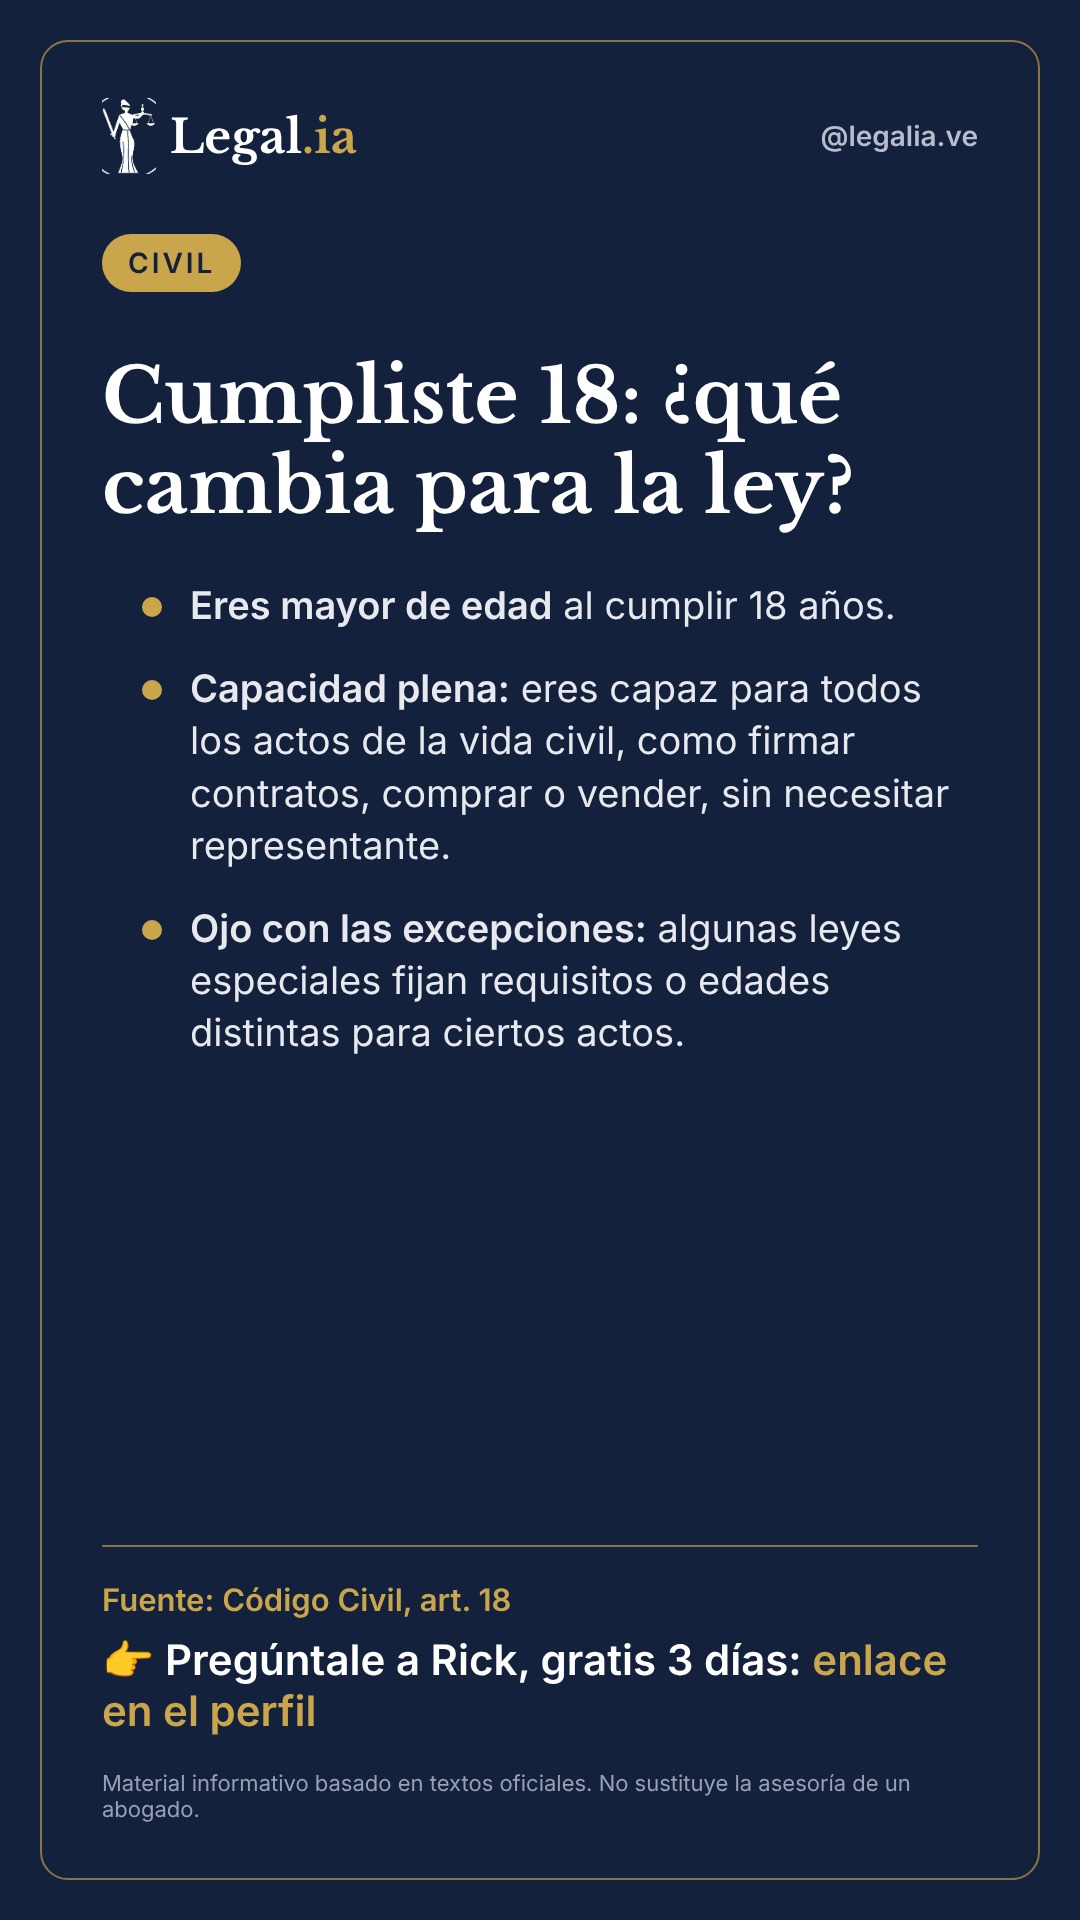 Legal.ia
@legalia.ve
CIVIL
Cumpliste 18: ¿qué
cambia para la ley?
Eres mayor de edad al cumplir 18 años.
Capacidad plena: eres capaz para todos
los actos de la vida civil, como firmar
contratos, comprar o vender, sin necesitar
representante.
Ojo con las excepciones: algunas leyes
especiales fijan requisitos o edades
distintas para ciertos actos.
Fuente: Código Civil, art. 18
👉 Pregúntale a Rick, gratis 3 días: enlace
en el perfil
Material informativo basado en textos oficiales. No sustituye la asesoría de un
abogado.